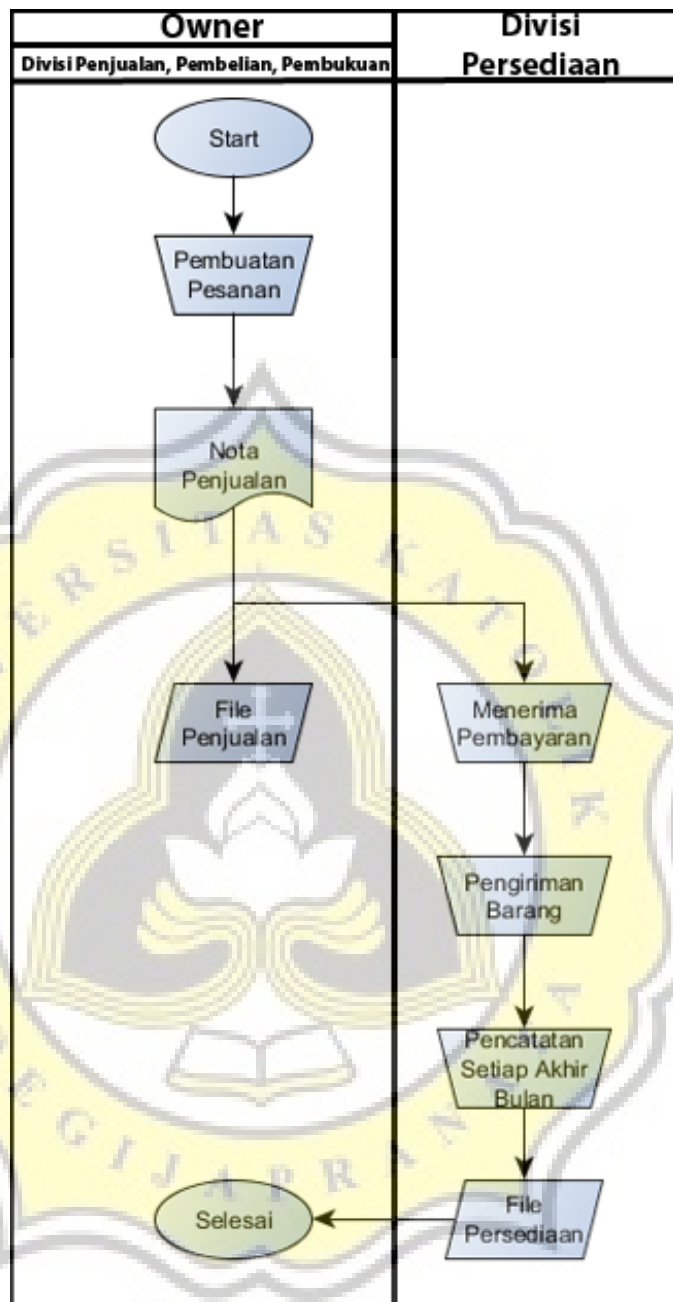 Owner
Divisi
Persediaan
Divisi Penjualan, Pembelian, Pembukuan
Start
Pembuatan
Pesanan
Nota
Penjualan
File
Penjualan
Menerima
Pembayaran
Pengiriman
Barang
Pencatatan
Setiap Akhir
Bulan
File
Persediaan
Selesai